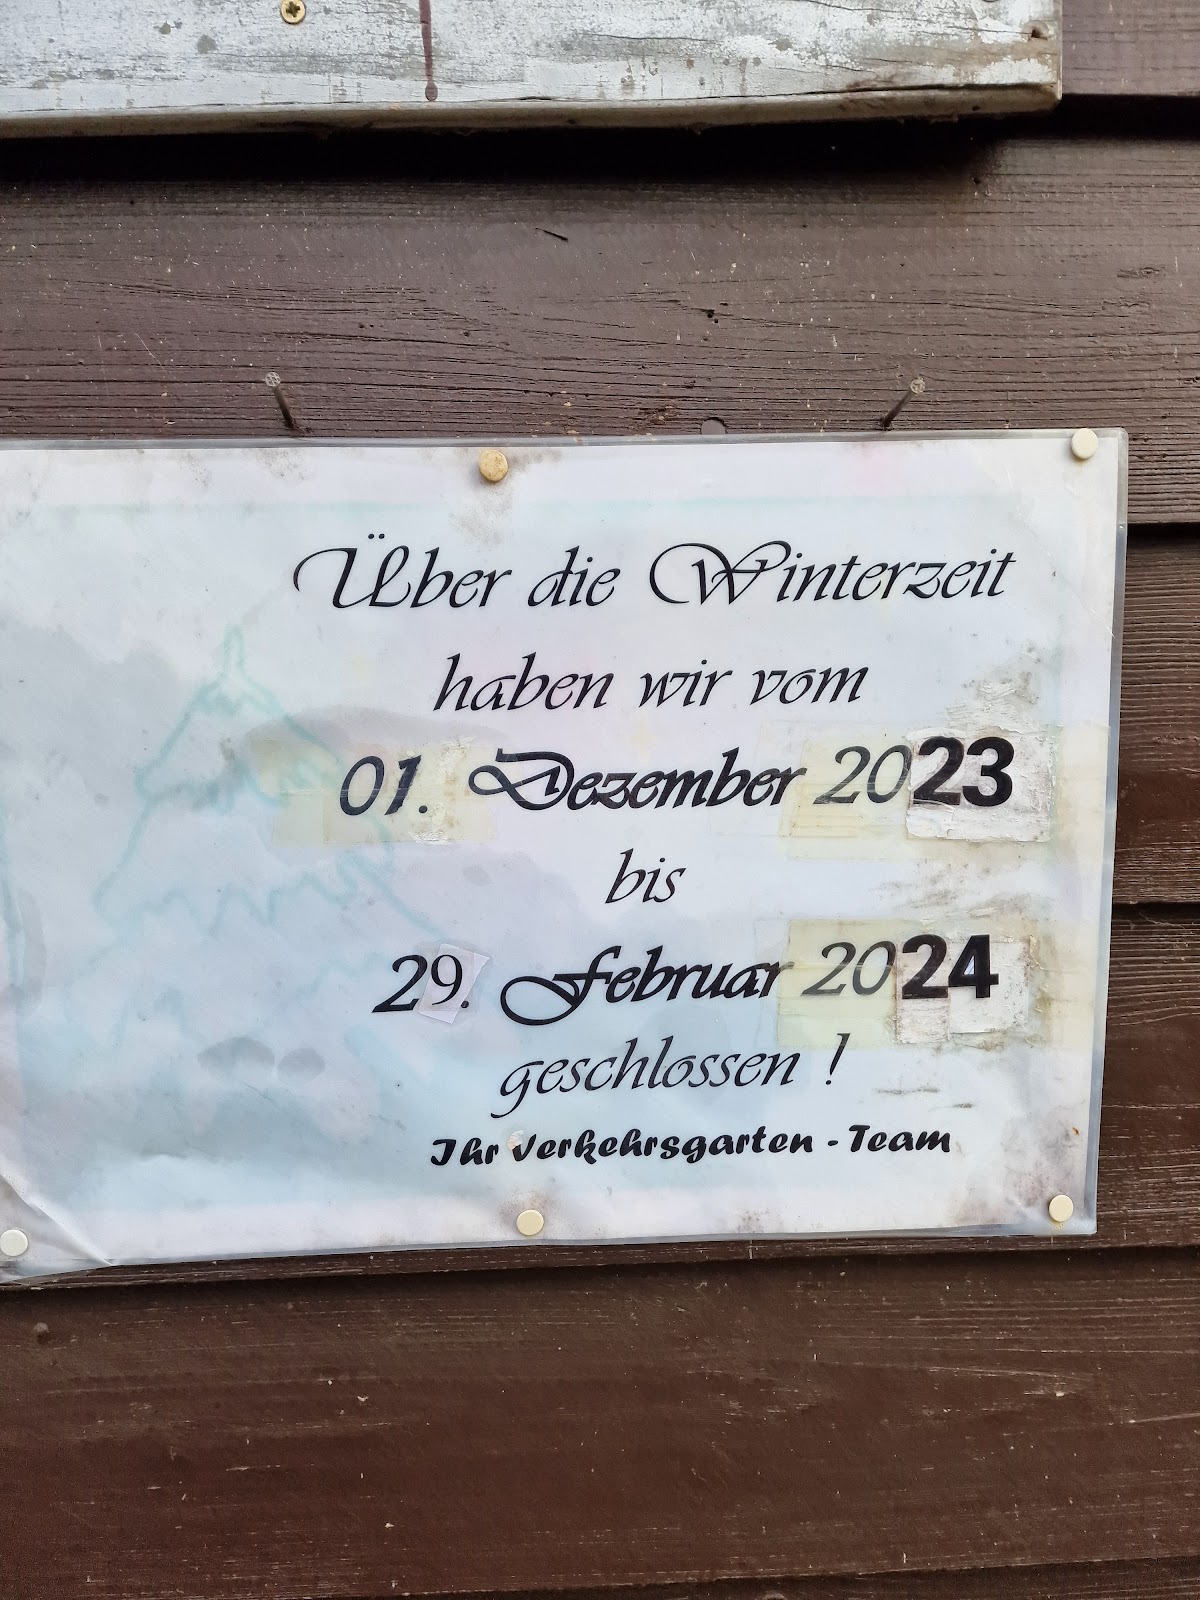 Über die Winterzeit
haben wir vom
01. Dezember 2023
bis
29. Februar 2024
geschlossen !
Ihr Verkehrsgarten - Team